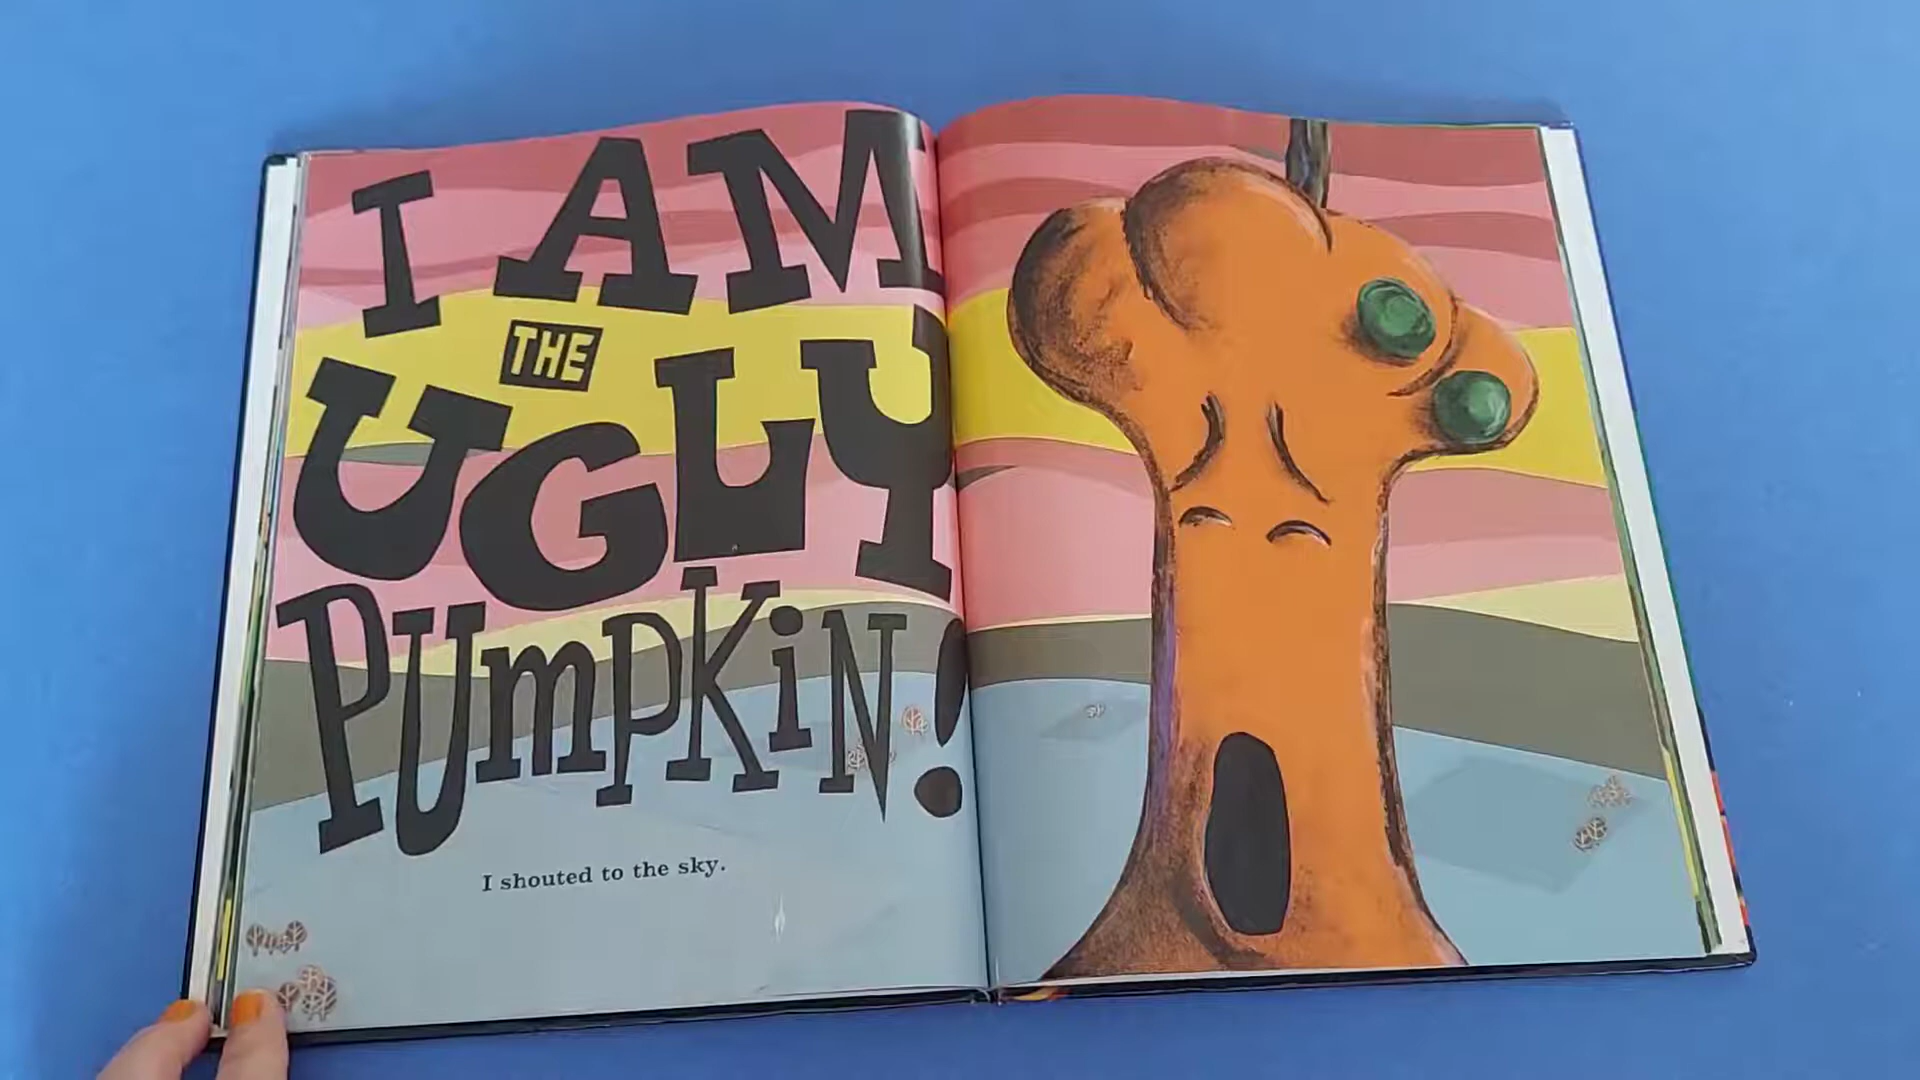 I AM
THE
UGLY
PUmpKiN!
I shouted to the sky.